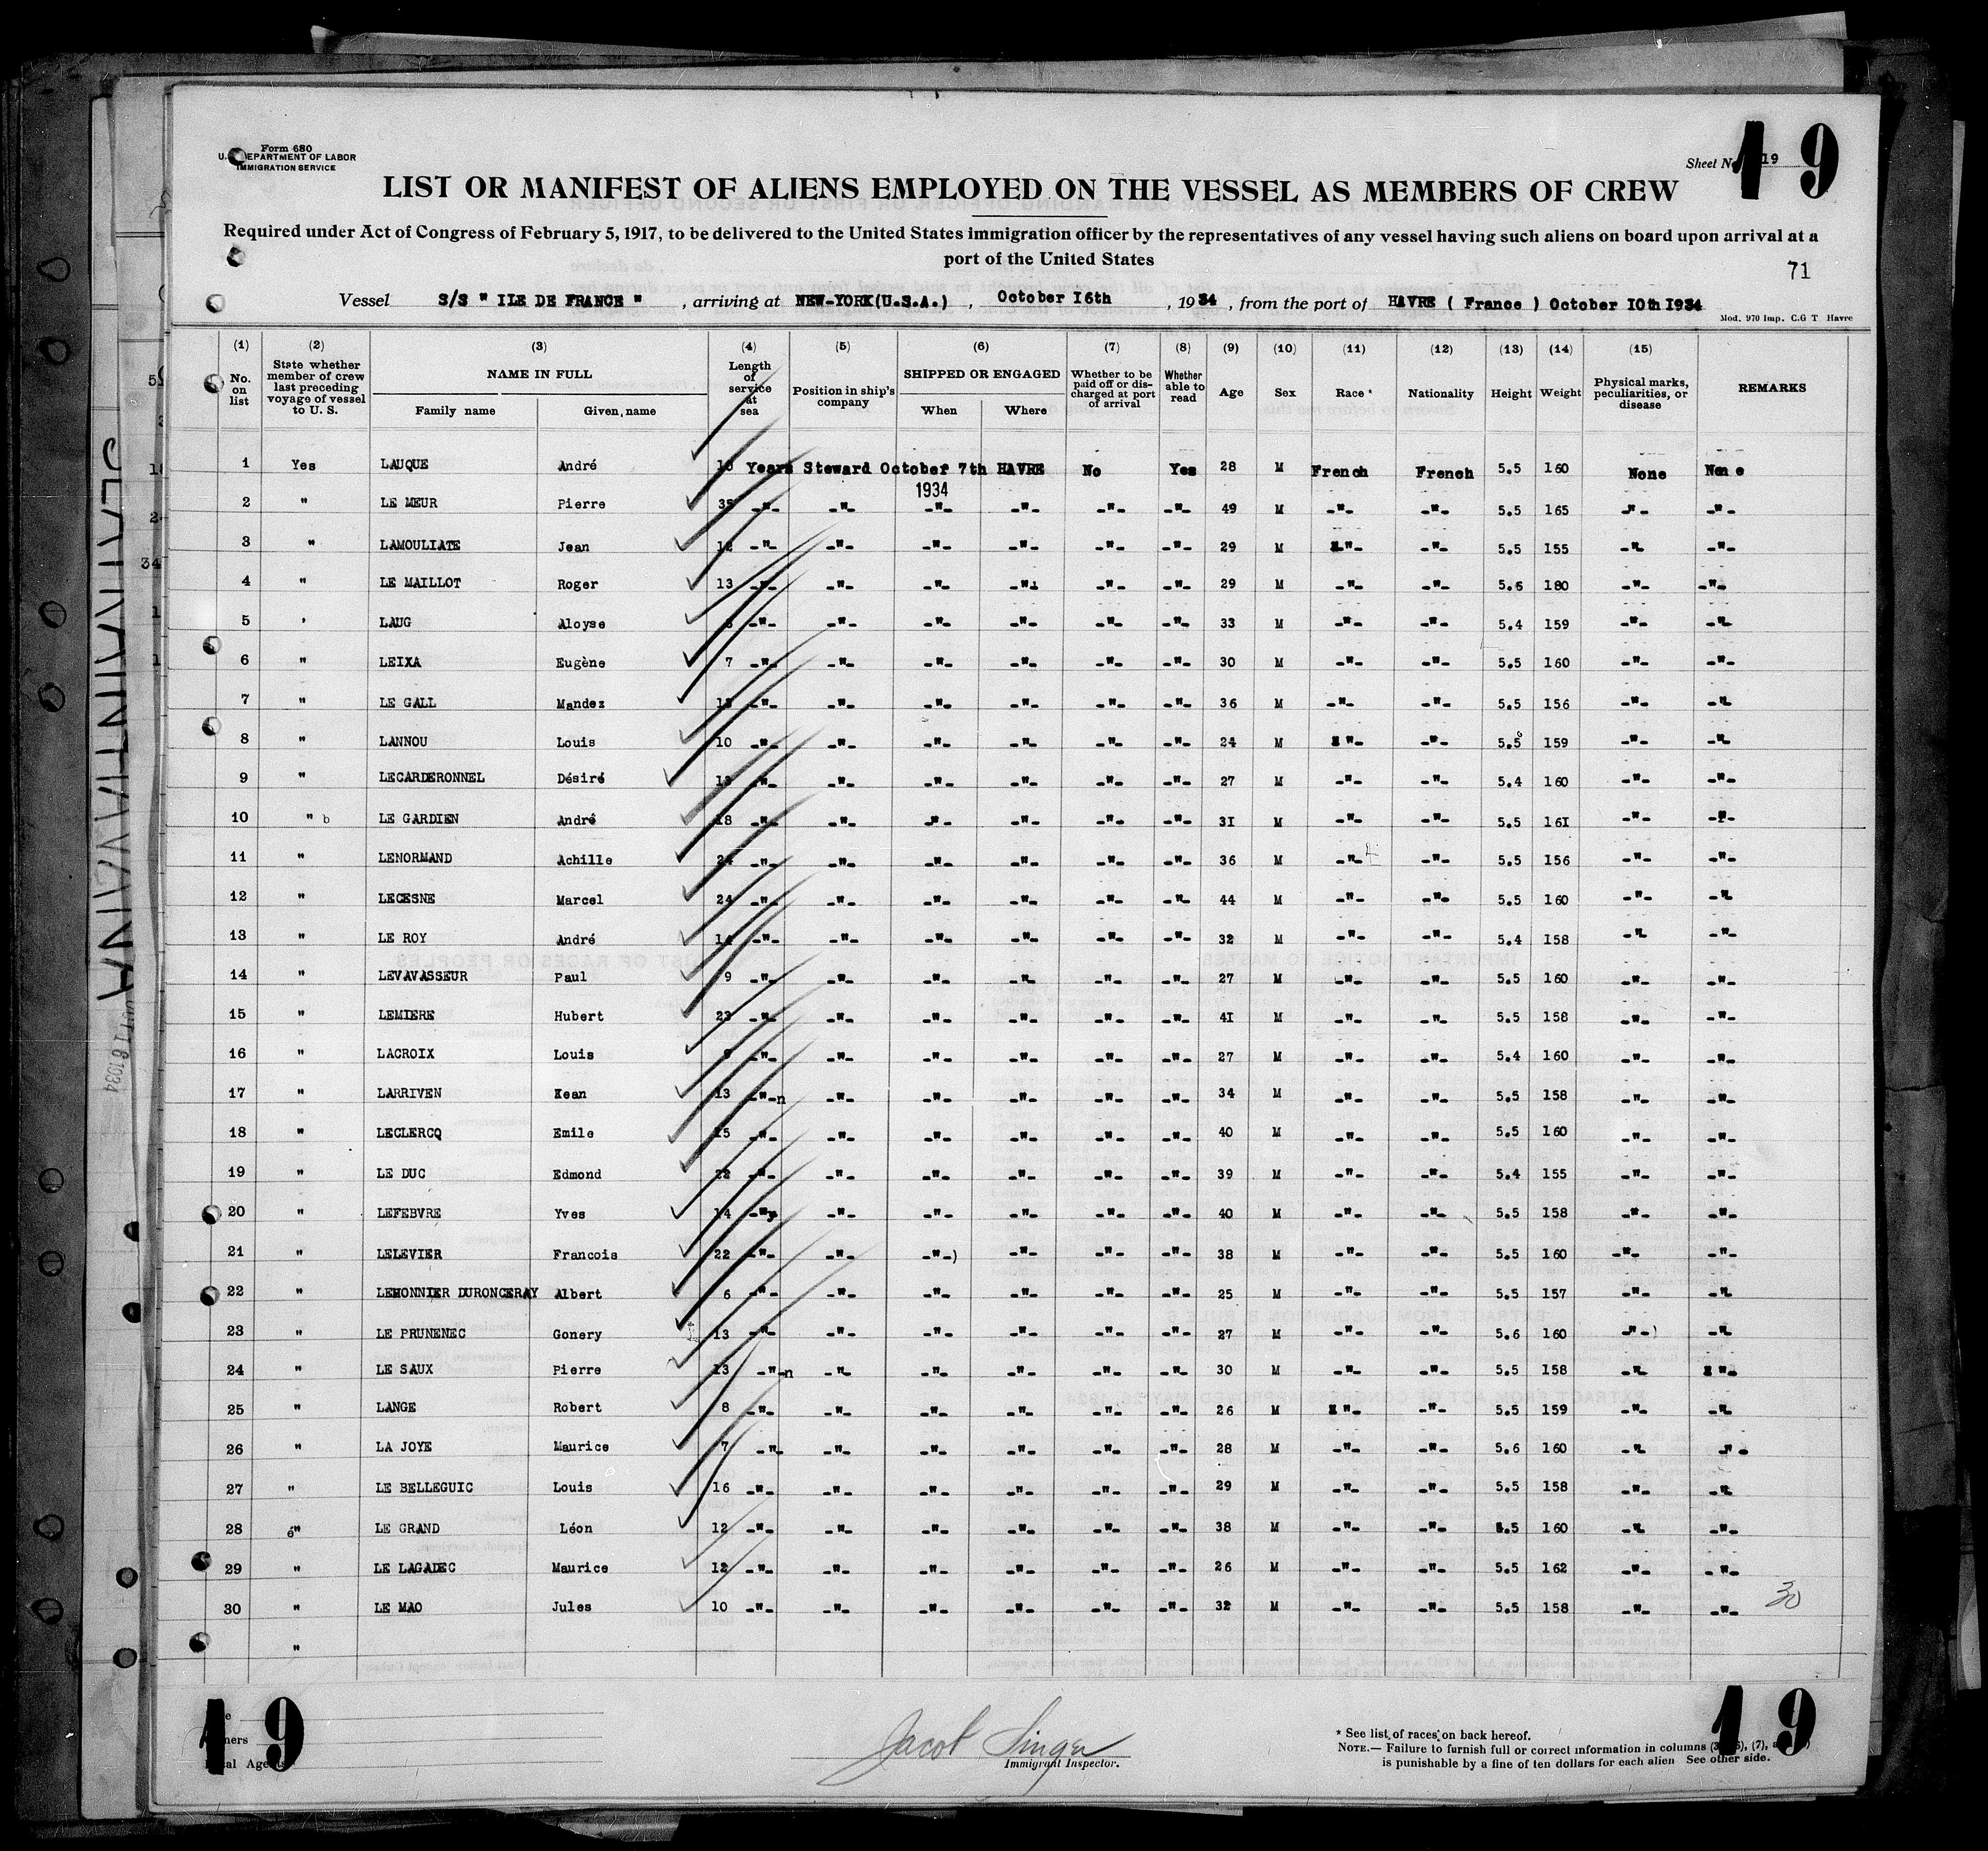 Form 680
U. DEPARTMENT OF LABOR
IMMIGRATION SERVICE
Sheet No. 19
19
LIST OR MANIFEST OF ALIENS EMPLOYED ON THE VESSEL AS MEMBERS OF CREW
Required under Act of Congress of February 5, 1917, to be delivered to the United States immigration officer by the representatives of any vessel having such aliens on board upon arrival at a
port of the United States
71
Vessel S/S " ILE DE FRANCE " , arriving at NEW-YORK(U.S.A.) , October 16th , 1934 , from the port of HAVRE ( France ) October 10th 1934
Mod. 970 Imp. C.G T Havre
(1) (2) (3) (4) (5) (6) (7) (8) (9) (10) (11) (12) (13) (14) (15)
No. on list State whether member of crew last preceding voyage of vessel to U. S. NAME IN FULL Family name Given name Length of service at sea Position in ship's company SHIPPED OR ENGAGED When Where Whether to be paid off or discharged at port of arrival Whether able to read Age Sex Race * Nationality Height Weight Physical marks, peculiarities, or disease REMARKS
1 Yes LAUQUE André 10 Years Steward October 7th HAVRE No Yes 28 M French French 5.5 160 None None
1934
2 " LE MEUR Pierre 35 -"- -"- -"- -"- -"- -"- 49 M -"- -"- 5.5 165 -"- -"-
3 " LAMOULIATE Jean 12 -"- -"- -"- -"- -"- -"- 29 M -"- -"- 5.5 155 -"- -"-
4 " LE MAILLOT Roger 13 -"- -"- -"- -"- -"- -"- 29 M -"- -"- 5.6 180 -"- -"-
5 ' LAUG Aloyse -"- -"- -"- -"- -"- -"- 33 M -"- -"- 5.4 159 -"- -"-
6 " LEIXA Eugène 7 -"- -"- -"- -"- -"- -"- 30 M -"- -"- 5.5 160 -"- -"-
7 " LE GALL Mandez -"- -"- -"- -"- -"- -"- 36 M -"- -"- 5.5 156 -"- -"-
8 " LANNOU Louis 10 -"- -"- -"- -"- -"- -"- 24 M -"- -"- 5.5 159 -"- -"-
9 " LECARDERONNEL Désiré 13 -"- -"- -"- -"- -"- -"- 27 M -"- -"- 5.4 160 -"- -"-
10 " b LE GARDIEN André 18 -"- -"- -"- -"- -"- -"- 31 M -"- -"- 5.5 161 -"- -"-
11 " LENORMAND Achille 24 -"- -"- -"- -"- -"- -"- 36 M -"- -"- 5.5 156 -"- -"-
12 " LECESNE Marcel 24 -"- -"- -"- -"- -"- -"- 44 M -"- -"- 5.5 160 -"- -"-
13 " LE ROY André 14 -"- -"- -"- -"- -"- -"- 32 M -"- -"- 5.4 158 -"- -"-
14 " LEVAVASSEUR Paul 9 -"- -"- -"- -"- -"- -"- 27 M -"- -"- 5.5 160 -"- -"-
15 " LEMIERE Hubert 23 -"- -"- -"- -"- -"- -"- 41 M -"- -"- 5.5 158 -"- -"-
16 " LACROIX Louis -"- -"- -"- -"- -"- -"- 27 M -"- -"- 5.4 160 -"- -"-
17 " LARRIVEN Kean 13 -"-n -"- -"- -"- -"- -"- 34 M -"- -"- 5.5 158 -"- -"-
18 " LECLERCQ Emile 15 -"- -"- -"- -"- -"- -"- 40 M -"- -"- 5.5 160 -"- -"-
19 " LE DUC Edmond 22 -"- -"- -"- -"- -"- -"- 39 M -"- -"- 5.4 155 -"- -"-
20 " LEFEBVRE Yves 14 -"- -"- -"- -"- -"- -"- 40 M -"- -"- 5.5 158 -"- -"-
21 " LELEVIER Francois 22 -"- -"- -"-) -"- -"- -"- 38 M -"- -"- 5.5 160 -"- -"-
22 " LEMONNIER DURONCERAY Albert 6 -"- -"- -"- -"- -"- -"- 25 M -"- -"- 5.5 157 -"- -"-
23 " LE PRUNENEC Gonery 13 -"- -"- -"- -"- -"- -"- 27 M -"- -"- 5.6 160 -"-) -"-
24 " LE SAUX Pierre 13 -"-n -"- -"- -"- -"- -"- 30 M -"- -"- 5.5 158 -"- -"-
25 " LANGE Robert 8 -"- -"- -"- -"- -"- -"- 26 M -"- -"- 5.5 159 -"- -"-
26 " LA JOYE Maurice 7 -"- -"- -"- -"- -"- -"- 28 M -"- -"- 5.6 160 -"- -"-
27 " LE BELLEGUIC Louis 16 -"- -"- -"- -"- -"- -"- 29 M -"- -"- 5.5 158 -"- -"-
28 6" LE GRAND Léon 12 -"- -"- -"- -"- -"- -"- 38 M -"- -"- 5.5 160 -"- -"-
29 " LE LAGADEC Maurice 12 -"- -"- -"- -"- -"- -"- 26 M -"- -"- 5.5 162 -"- -"-
30 " LE MAO Jules 10 -"- -"- -"- -"- -"- -"- 32 M -"- -"- 5.5 158 -"- -"-
30
"
19
19
Jacob Singer
Immigrant Inspector.
* See list of races on back hereof.
NOTE.— Failure to furnish full or correct information in columns (7),
is punishable by a fine of ten dollars for each alien See other side.